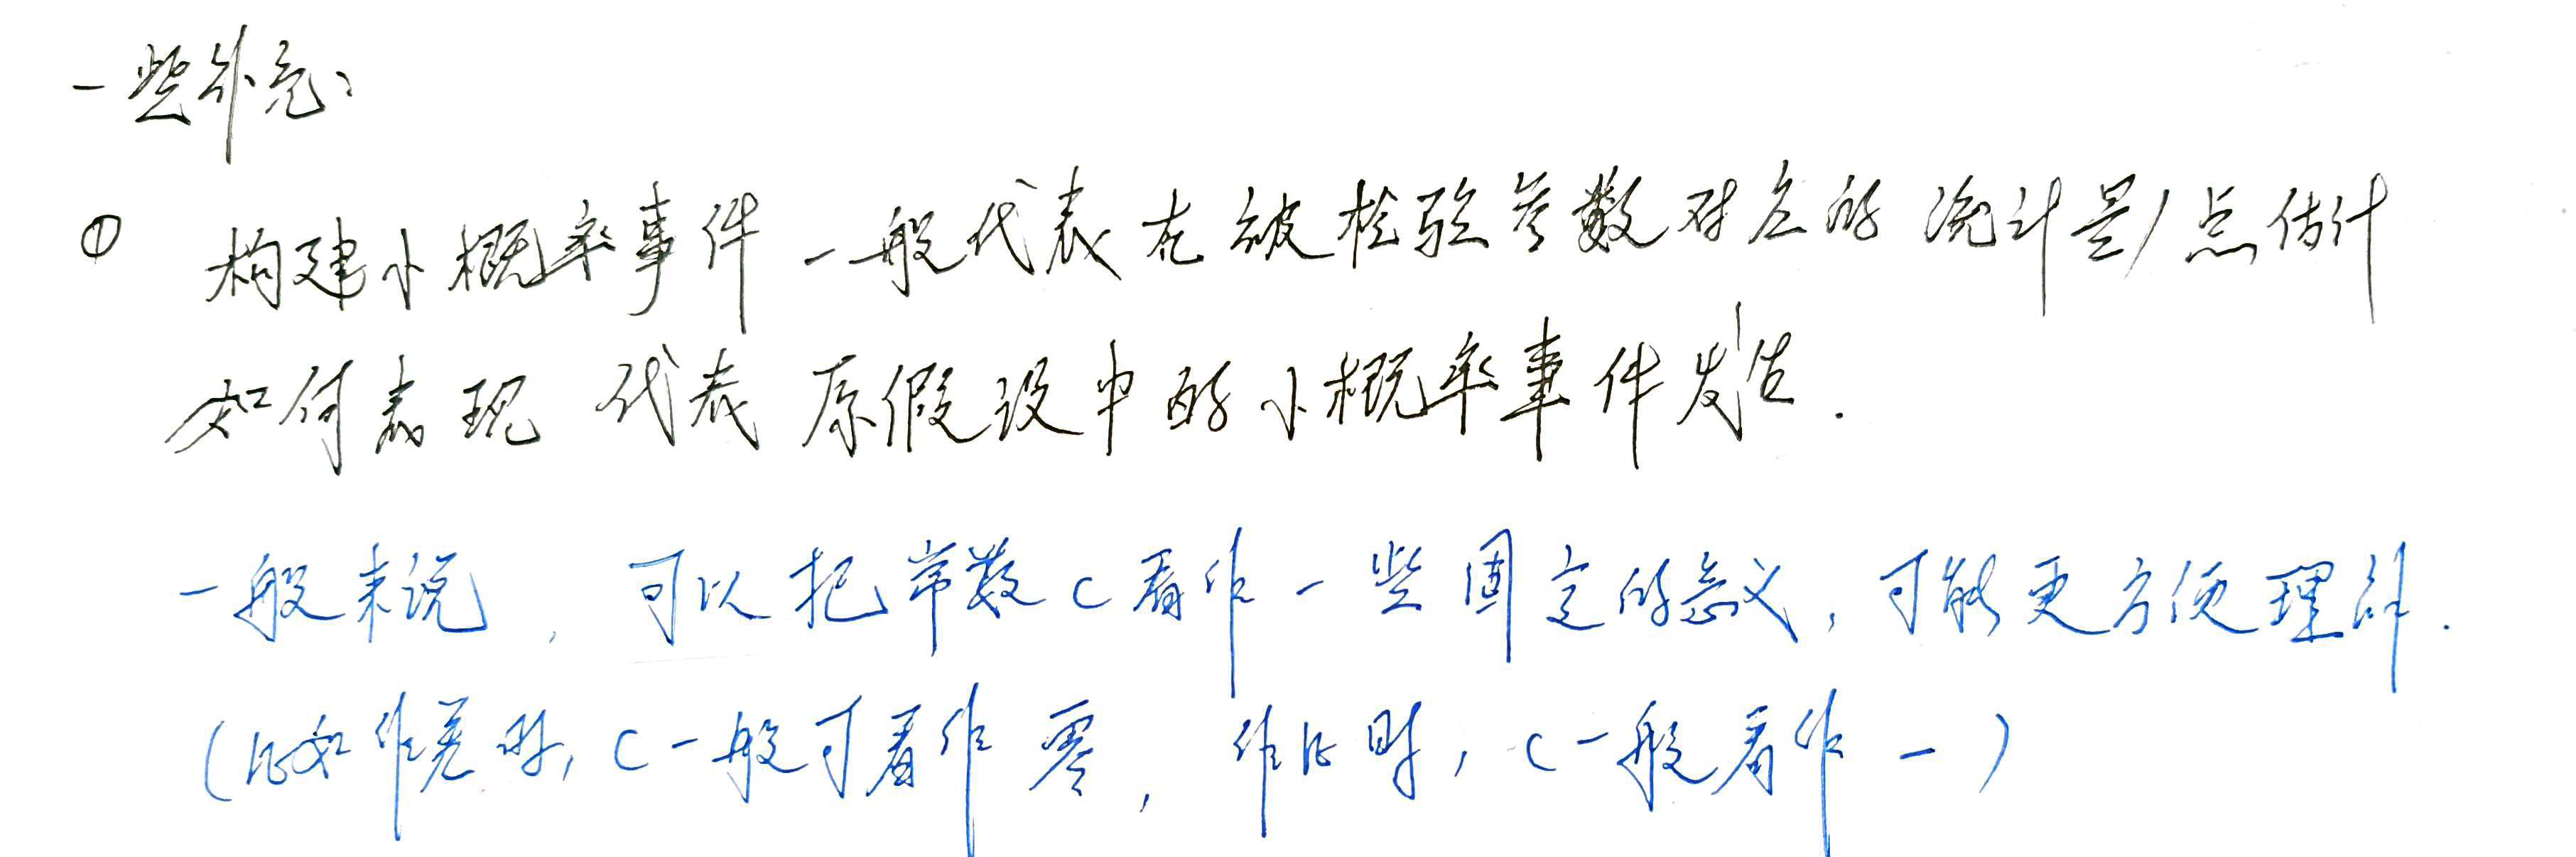 一些补充：
① 构建小概率事件一般代表在被检验参数对应的统计量/点估计
如何表现 代表原假设中的小概率事件发生.
一般来说，可以把常数c看作一些固定的意义，可能更方便理解.
(比如作差时，c一般可看作零，作比时，c一般看作一)